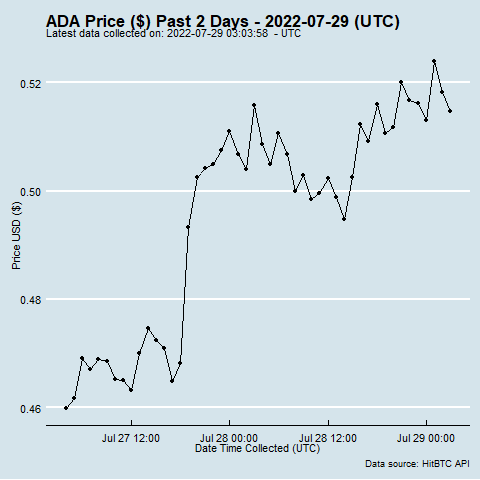 ADA Price ($) Past 2 Days - 2022-07-29 (UTC)
Latest data collected on: 2022-07-29 03:03:58 - UTC
0.52
0.50
0.48
0.46
Price USD ($)
Jul 27 12:00 Jul 28 00:00 Jul 28 12:00 Jul 29 00:00
Date Time Collected (UTC)
Data source: HitBTC API